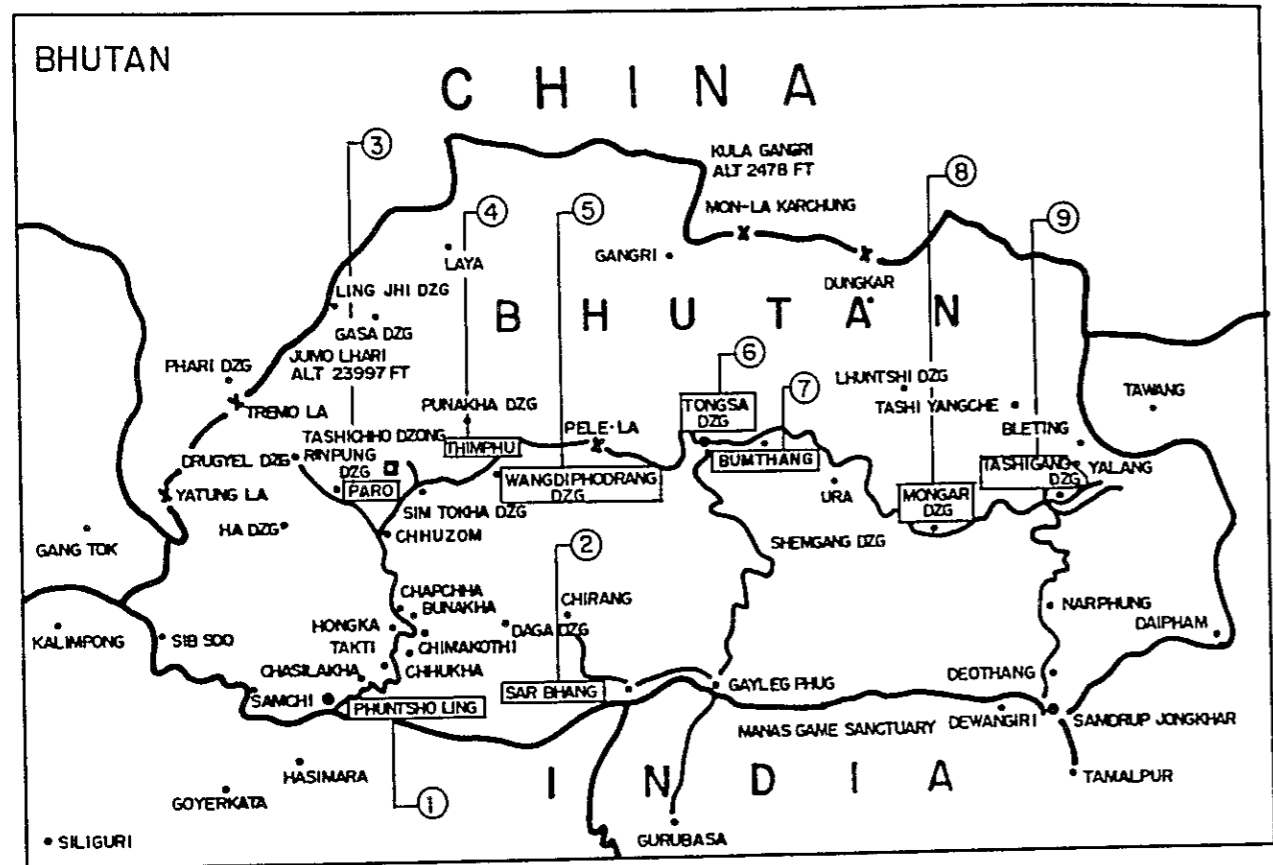 BHUTAN
CHINA
③
KULA GANGRI
ALT 2478 FT
⑧
④
⑤
MON-LA KARCHUNG
⑨
LAYA
GANGRI
DUNGKAR
LING JHI DZG
BHUTAN
GASA DZG
JUMO LHARI
ALT 23997 FT
PHARI DZG
⑥
⑦
LHUNTSHI DZG
TASHI YANGCHE
TAWANG
TREMO LA
PUNAKHA DZG
TONGSA
DZG
PELE-LA
BLETING
TASHICHHO DZONG
THIMPHU
DRUGYEL DZG
RINPUNG
DZG
BUMTHANG
TASHIGANG
DZG
YALANG
YATUNG LA
PARO
WANGDIPHODRANG
DZG
URA
MONGAR
DZG
SIM TOKHA DZG
HA DZG
CHHUZOM
SHEMGANG DZG
GANG TOK
②
CHAPCHHA
BUNAKHA
CHIRANG
NARPHUNG
KALIMPONG
SIB SOO
HONGKA
DAGA DZG
DAIPHAM
TAKTI
CHIMAKOTHI
CHASILAKHA
CHHUKHA
DEOTHANG
SAMCHI
PHUNTSHO LING
SAR BHANG
GAYLEG PHUG
MANAS GAME SANCTUARY
DEWANGIRI
SAMDRUP JONGKHAR
HASIMARA
INDIA
TAMALPUR
GOYERKATA
①
SILIGURI
GURUBASA